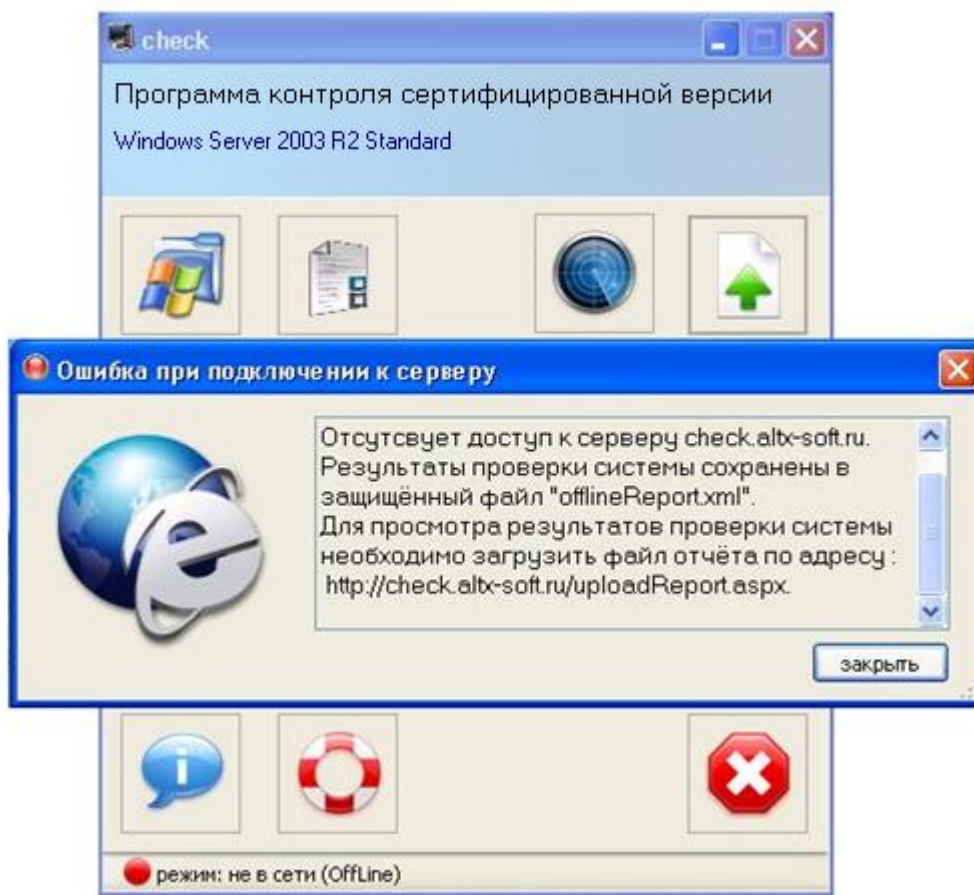 check
Программа контроля сертифицированной версии
Windows Server 2003 R2 Standard
Ошибка при подключении к серверу
Отсутсвует доступ к серверу check.altx-soft.ru.
Результаты проверки системы сохранены в
защищённый файл "offlineReport.xml".
Для просмотра результатов проверки системы
необходимо загрузить файл отчёта по адресу :
http://check.altx-soft.ru/uploadReport.aspx.
закрыть
режим: не в сети (OffLine)